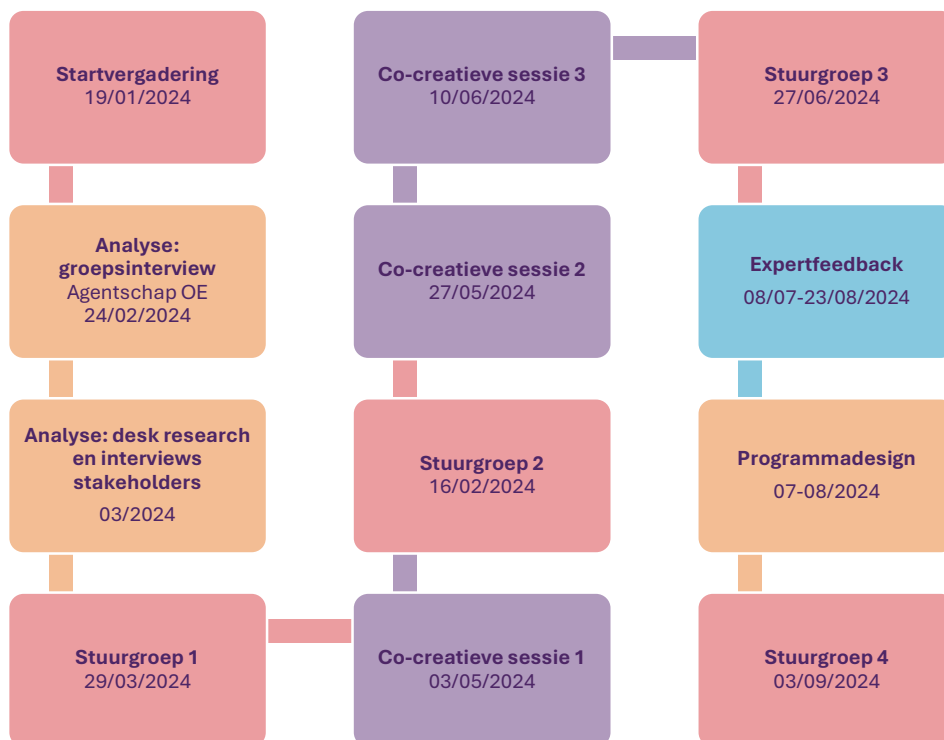 Startvergadering
19/01/2024
Analyse:
groepsinterview
Agentschap OE
24/02/2024
Analyse: desk research
en interviews
stakeholders
03/2024
Stuurgroep 1
29/03/2024
Co-creatieve sessie 1
03/05/2024
Stuurgroep 2
16/02/2024
Co-creatieve sessie 2
27/05/2024
Co-creatieve sessie 3
10/06/2024
Stuurgroep 3
27/06/2024
Expertfeedback
08/07-23/08/2024
Programmadesign
07-08/2024
Stuurgroep 4
03/09/2024